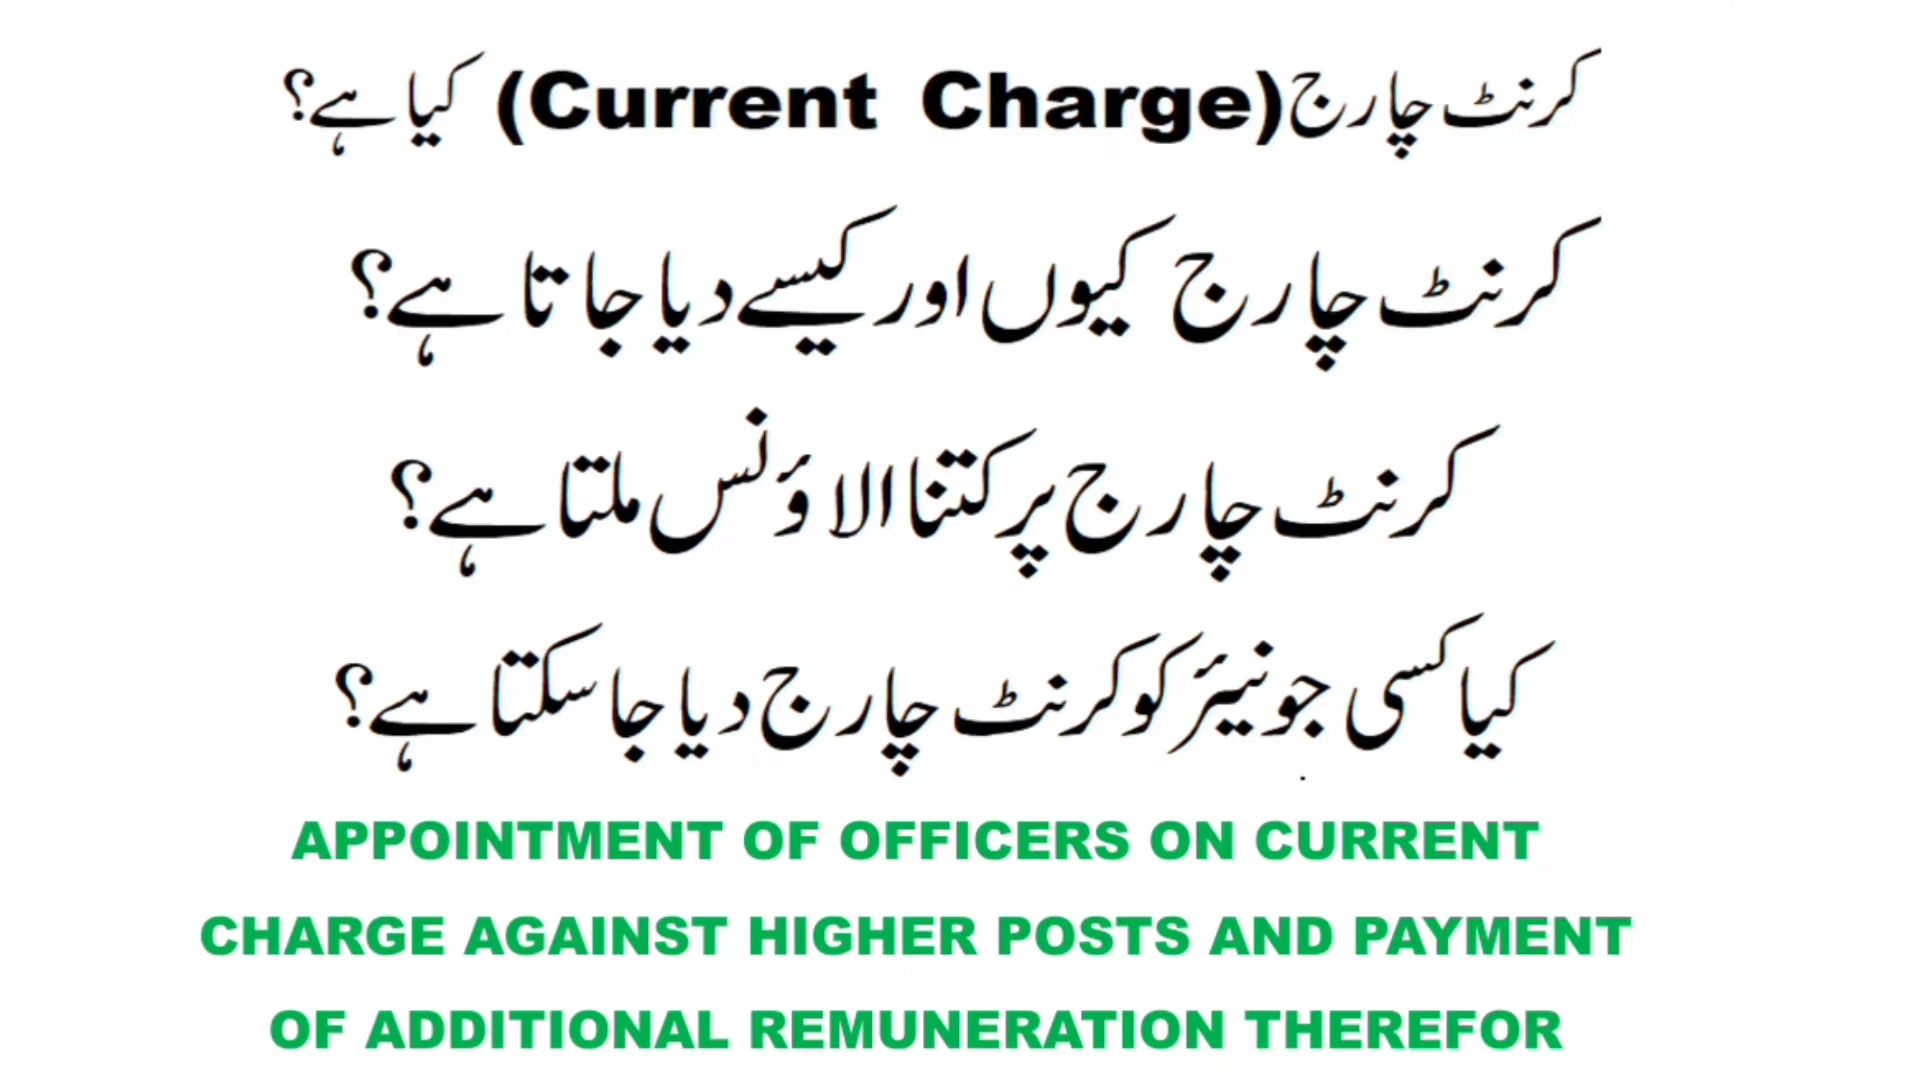 کرنٹ چارج(Current Charge) کیا ہے؟
کرنٹ چارج کیوں اور کیسے دیا جاتا ہے؟
کرنٹ چارج پر کتنا الاؤنس ملتا ہے؟
کیا کسی جونیئر کو کرنٹ چارج دیا جا سکتا ہے؟
APPOINTMENT OF OFFICERS ON CURRENT
CHARGE AGAINST HIGHER POSTS AND PAYMENT
OF ADDITIONAL REMUNERATION THEREFOR